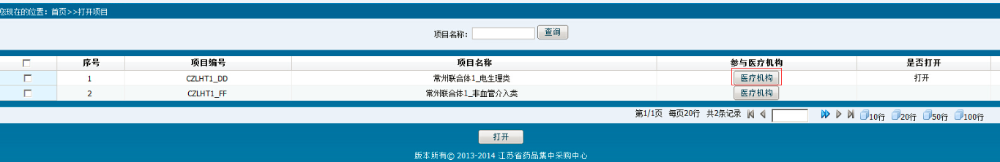 您现在的位置：首页>>打开项目
项目名称： 查询
序号 项目编号 项目名称 参与医疗机构 是否打开
1 CZLHT1_DD 常州联合体1_电生理类 医疗机构 打开
2 CZLHT1_FF 常州联合体1_非血管介入类 医疗机构
第1/1页 每页20行 共2条记录 10行 20行 50行 100行
打开
版本所有© 2013-2014 江苏省药品集中采购中心